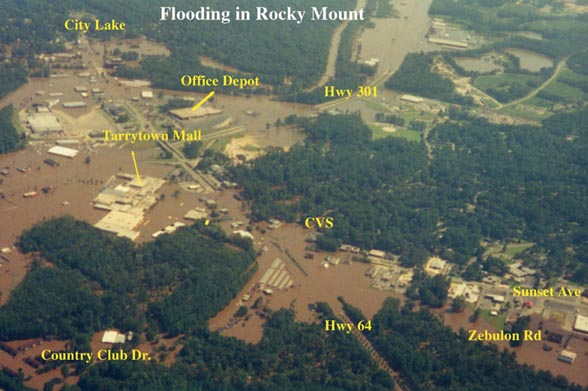 Flooding in Rocky Mount
City Lake
Office Depot
Hwy 301
Tarrytown Mall
CVS
Sunset Ave
Hwy 64
Zebulon Rd
Country Club Dr.